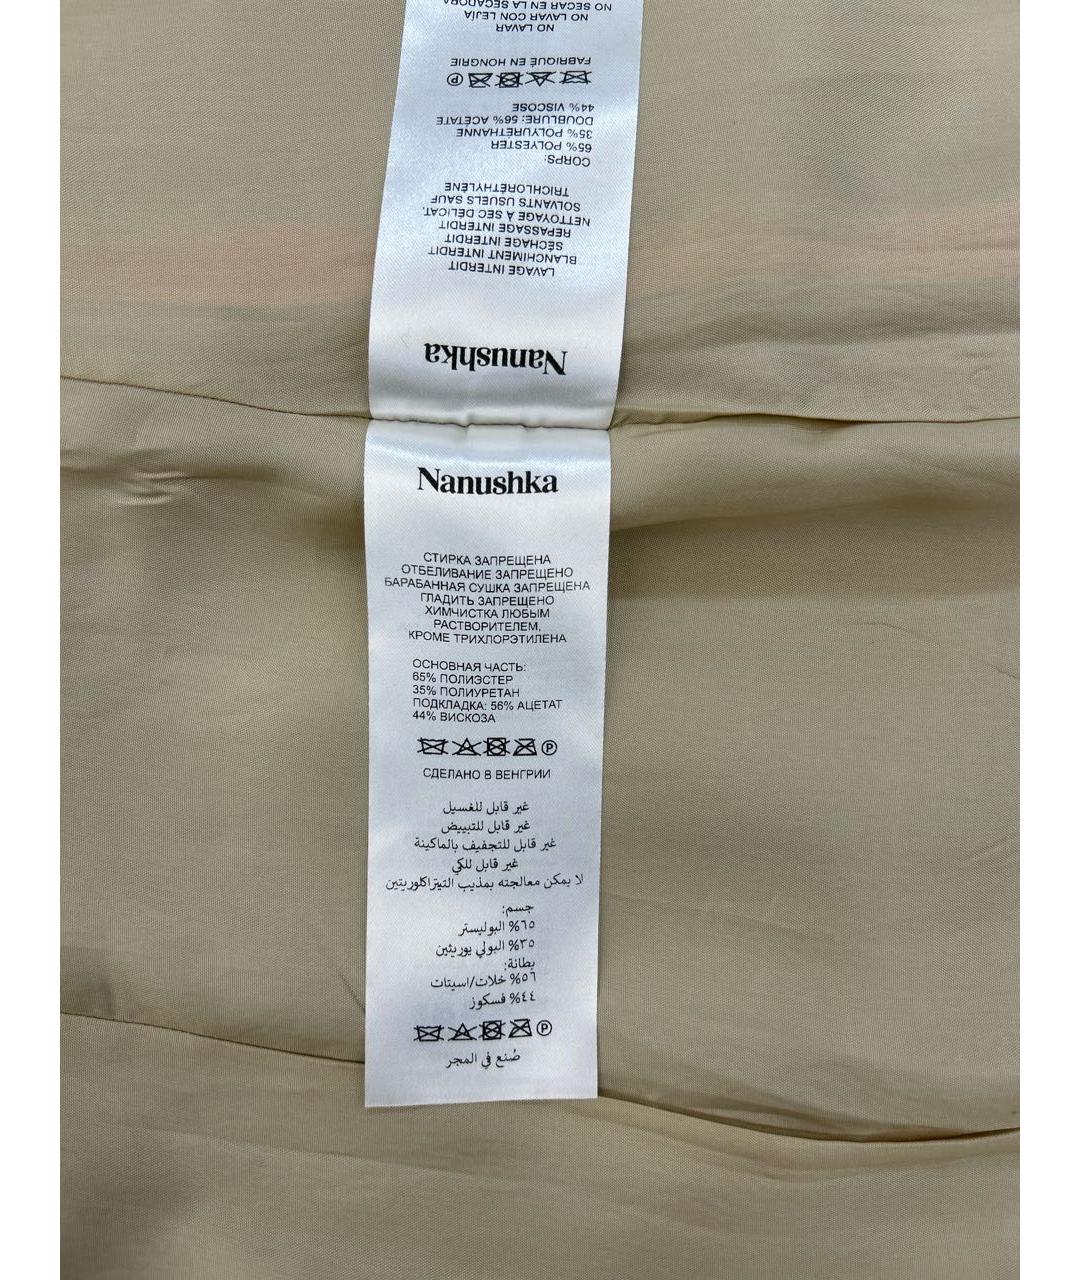 Nanushka
LAVAGE INTERDIT
BLANCHIMENT INTERDIT
SÉCHAGE INTERDIT
REPASSAGE INTERDIT
NETTOYAGE À SEC DÉLICAT,
SOLVANTS USUELS SAUF
TRICHLORÉTHYLÈNE
CORPS:
65% POLYESTER
35% POLYURÉTHANNE
DOUBLURE: 56% ACETATE
44% VISCOSE
P
FABRIQUÉ EN HONGRIE
NO LAVAR
NO LAVAR CON LEJÍA
NO SECAR EN LA SECADORA
Nanushka
СТИРКА ЗАПРЕЩЕНА
ОТБЕЛИВАНИЕ ЗАПРЕЩЕНО
БАРАБАННАЯ СУШКА ЗАПРЕЩЕНА
ГЛАДИТЬ ЗАПРЕЩЕНО
ХИМЧИСТКА ЛЮБЫМ
РАСТВОРИТЕЛЕМ,
КРОМЕ ТРИХЛОРЭТИЛЕНА
ОСНОВНАЯ ЧАСТЬ:
65% ПОЛИЭСТЕР
35% ПОЛИУРЕТАН
ПОДКЛАДКА: 56% АЦЕТАТ
44% ВИСКОЗА
P
СДЕЛАНО В ВЕНГРИИ
غير قابل للغسيل
غير قابل للتبييض
غير قابل للتجفيف بالماكينة
غير قابل للكي
لا يمكن معالجته بمذيب التيتراكلوريتين
جسم:
٦٥% البوليستر
٣٥% البولي يوريثين
بطانة:
٥٦% خلات/اسيتات
٤٤% فسكوز
P
صُنع في المجر